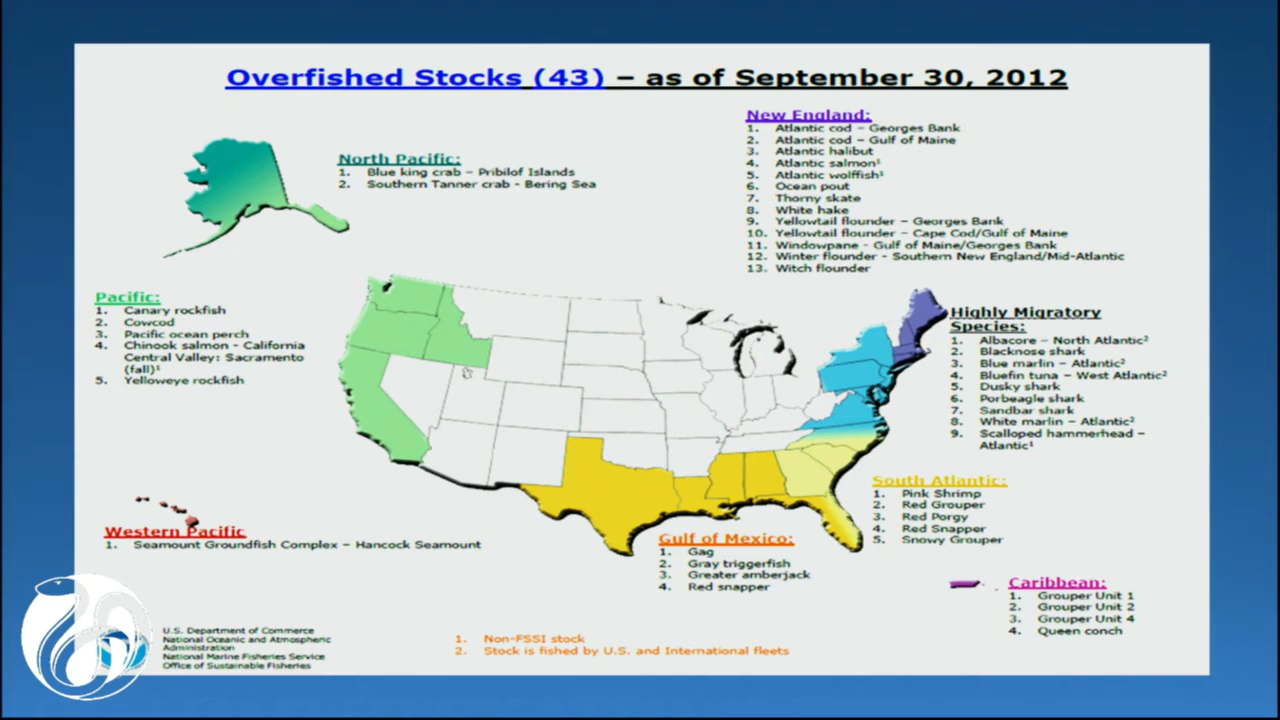 Overfished Stocks (43) – as of September 30, 2012
New England:
1. Atlantic cod – Georges Bank
2. Atlantic cod – Gulf of Maine
3. Atlantic halibut
4. Atlantic salmon¹
5. Atlantic wolffish¹
6. Ocean pout
7. Thorny skate
8. White hake
9. Yellowtail flounder – Georges Bank
10. Yellowtail flounder – Cape Cod/Gulf of Maine
11. Windowpane - Gulf of Maine/Georges Bank
12. Winter flounder - Southern New England/Mid-Atlantic
13. Witch flounder
North Pacific:
1. Blue king crab – Pribilof Islands
2. Southern Tanner crab - Bering Sea
Pacific:
1. Canary rockfish
2. Cowcod
3. Pacific ocean perch
4. Chinook salmon - California
Central Valley: Sacramento
(fall)¹
5. Yelloweye rockfish
Highly Migratory
Species:
1. Albacore – North Atlantic²
2. Blacknose shark
3. Blue marlin – Atlantic²
4. Bluefin tuna – West Atlantic²
5. Dusky shark
6. Porbeagle shark
7. Sandbar shark
8. White marlin – Atlantic²
9. Scalloped hammerhead –
Atlantic¹
South Atlantic:
1. Pink Shrimp
2. Red Grouper
3. Red Porgy
4. Red Snapper
5. Snowy Grouper
Western Pacific
1. Seamount Groundfish Complex – Hancock Seamount
Gulf of Mexico:
1. Gag
2. Gray triggerfish
3. Greater amberjack
4. Red snapper
Caribbean:
1. Grouper Unit 1
2. Grouper Unit 2
3. Grouper Unit 4
4. Queen conch
U.S. Department of Commerce
National Oceanic and Atmospheric
Administration
National Marine Fisheries Service
Office of Sustainable Fisheries
1. Non-FSSI stock
2. Stock is fished by U.S. and International fleets